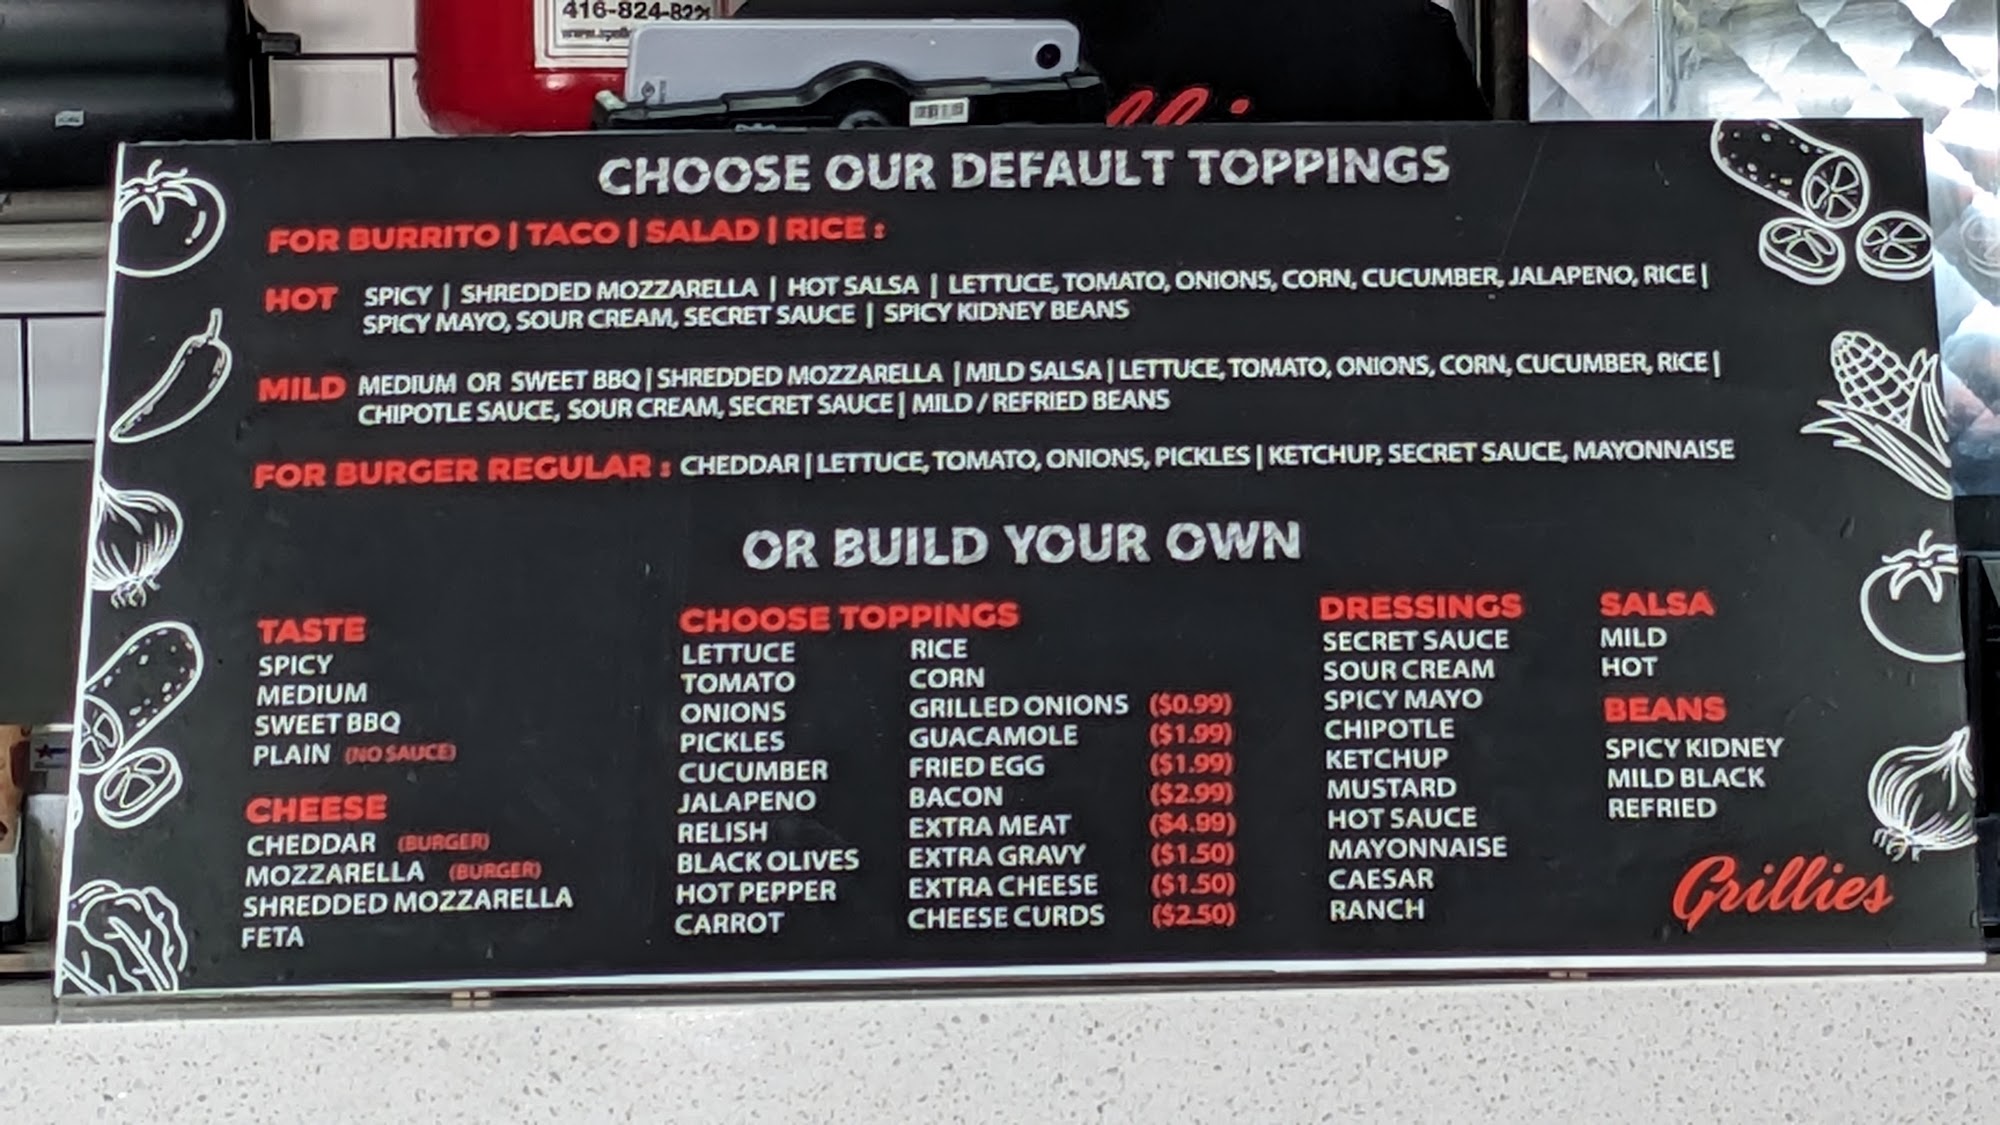 416-824-822
CHOOSE OUR DEFAULT TOPPINGS
FOR BURRITO | TACO | SALAD | RICE :
HOT SPICY | SHREDDED MOZZARELLA | HOT SALSA | LETTUCE, TOMATO, ONIONS, CORN, CUCUMBER, JALAPENO, RICE |
SPICY MAYO, SOUR CREAM, SECRET SAUCE | SPICY KIDNEY BEANS
MILD MEDIUM OR SWEET BBQ | SHREDDED MOZZARELLA | MILD SALSA | LETTUCE, TOMATO, ONIONS, CORN, CUCUMBER, RICE |
CHIPOTLE SAUCE, SOUR CREAM, SECRET SAUCE | MILD / REFRIED BEANS
FOR BURGER REGULAR : CHEDDAR | LETTUCE, TOMATO, ONIONS, PICKLES | KETCHUP, SECRET SAUCE, MAYONNAISE
OR BUILD YOUR OWN
TASTE
SPICY
MEDIUM
SWEET BBQ
PLAIN (NO SAUCE)
CHEESE
CHEDDAR (BURGER)
MOZZARELLA (BURGER)
SHREDDED MOZZARELLA
FETA
CHOOSE TOPPINGS
LETTUCE
TOMATO
ONIONS
PICKLES
CUCUMBER
JALAPENO
RELISH
BLACK OLIVES
HOT PEPPER
CARROT
RICE
CORN
GRILLED ONIONS ($0.99)
GUACAMOLE ($1.99)
FRIED EGG ($1.99)
BACON ($2.99)
EXTRA MEAT ($4.99)
EXTRA GRAVY ($1.50)
EXTRA CHEESE ($1.50)
CHEESE CURDS ($2.50)
DRESSINGS
SECRET SAUCE
SOUR CREAM
SPICY MAYO
CHIPOTLE
KETCHUP
MUSTARD
HOT SAUCE
MAYONNAISE
CAESAR
RANCH
SALSA
MILD
HOT
BEANS
SPICY KIDNEY
MILD BLACK
REFRIED
Grillies